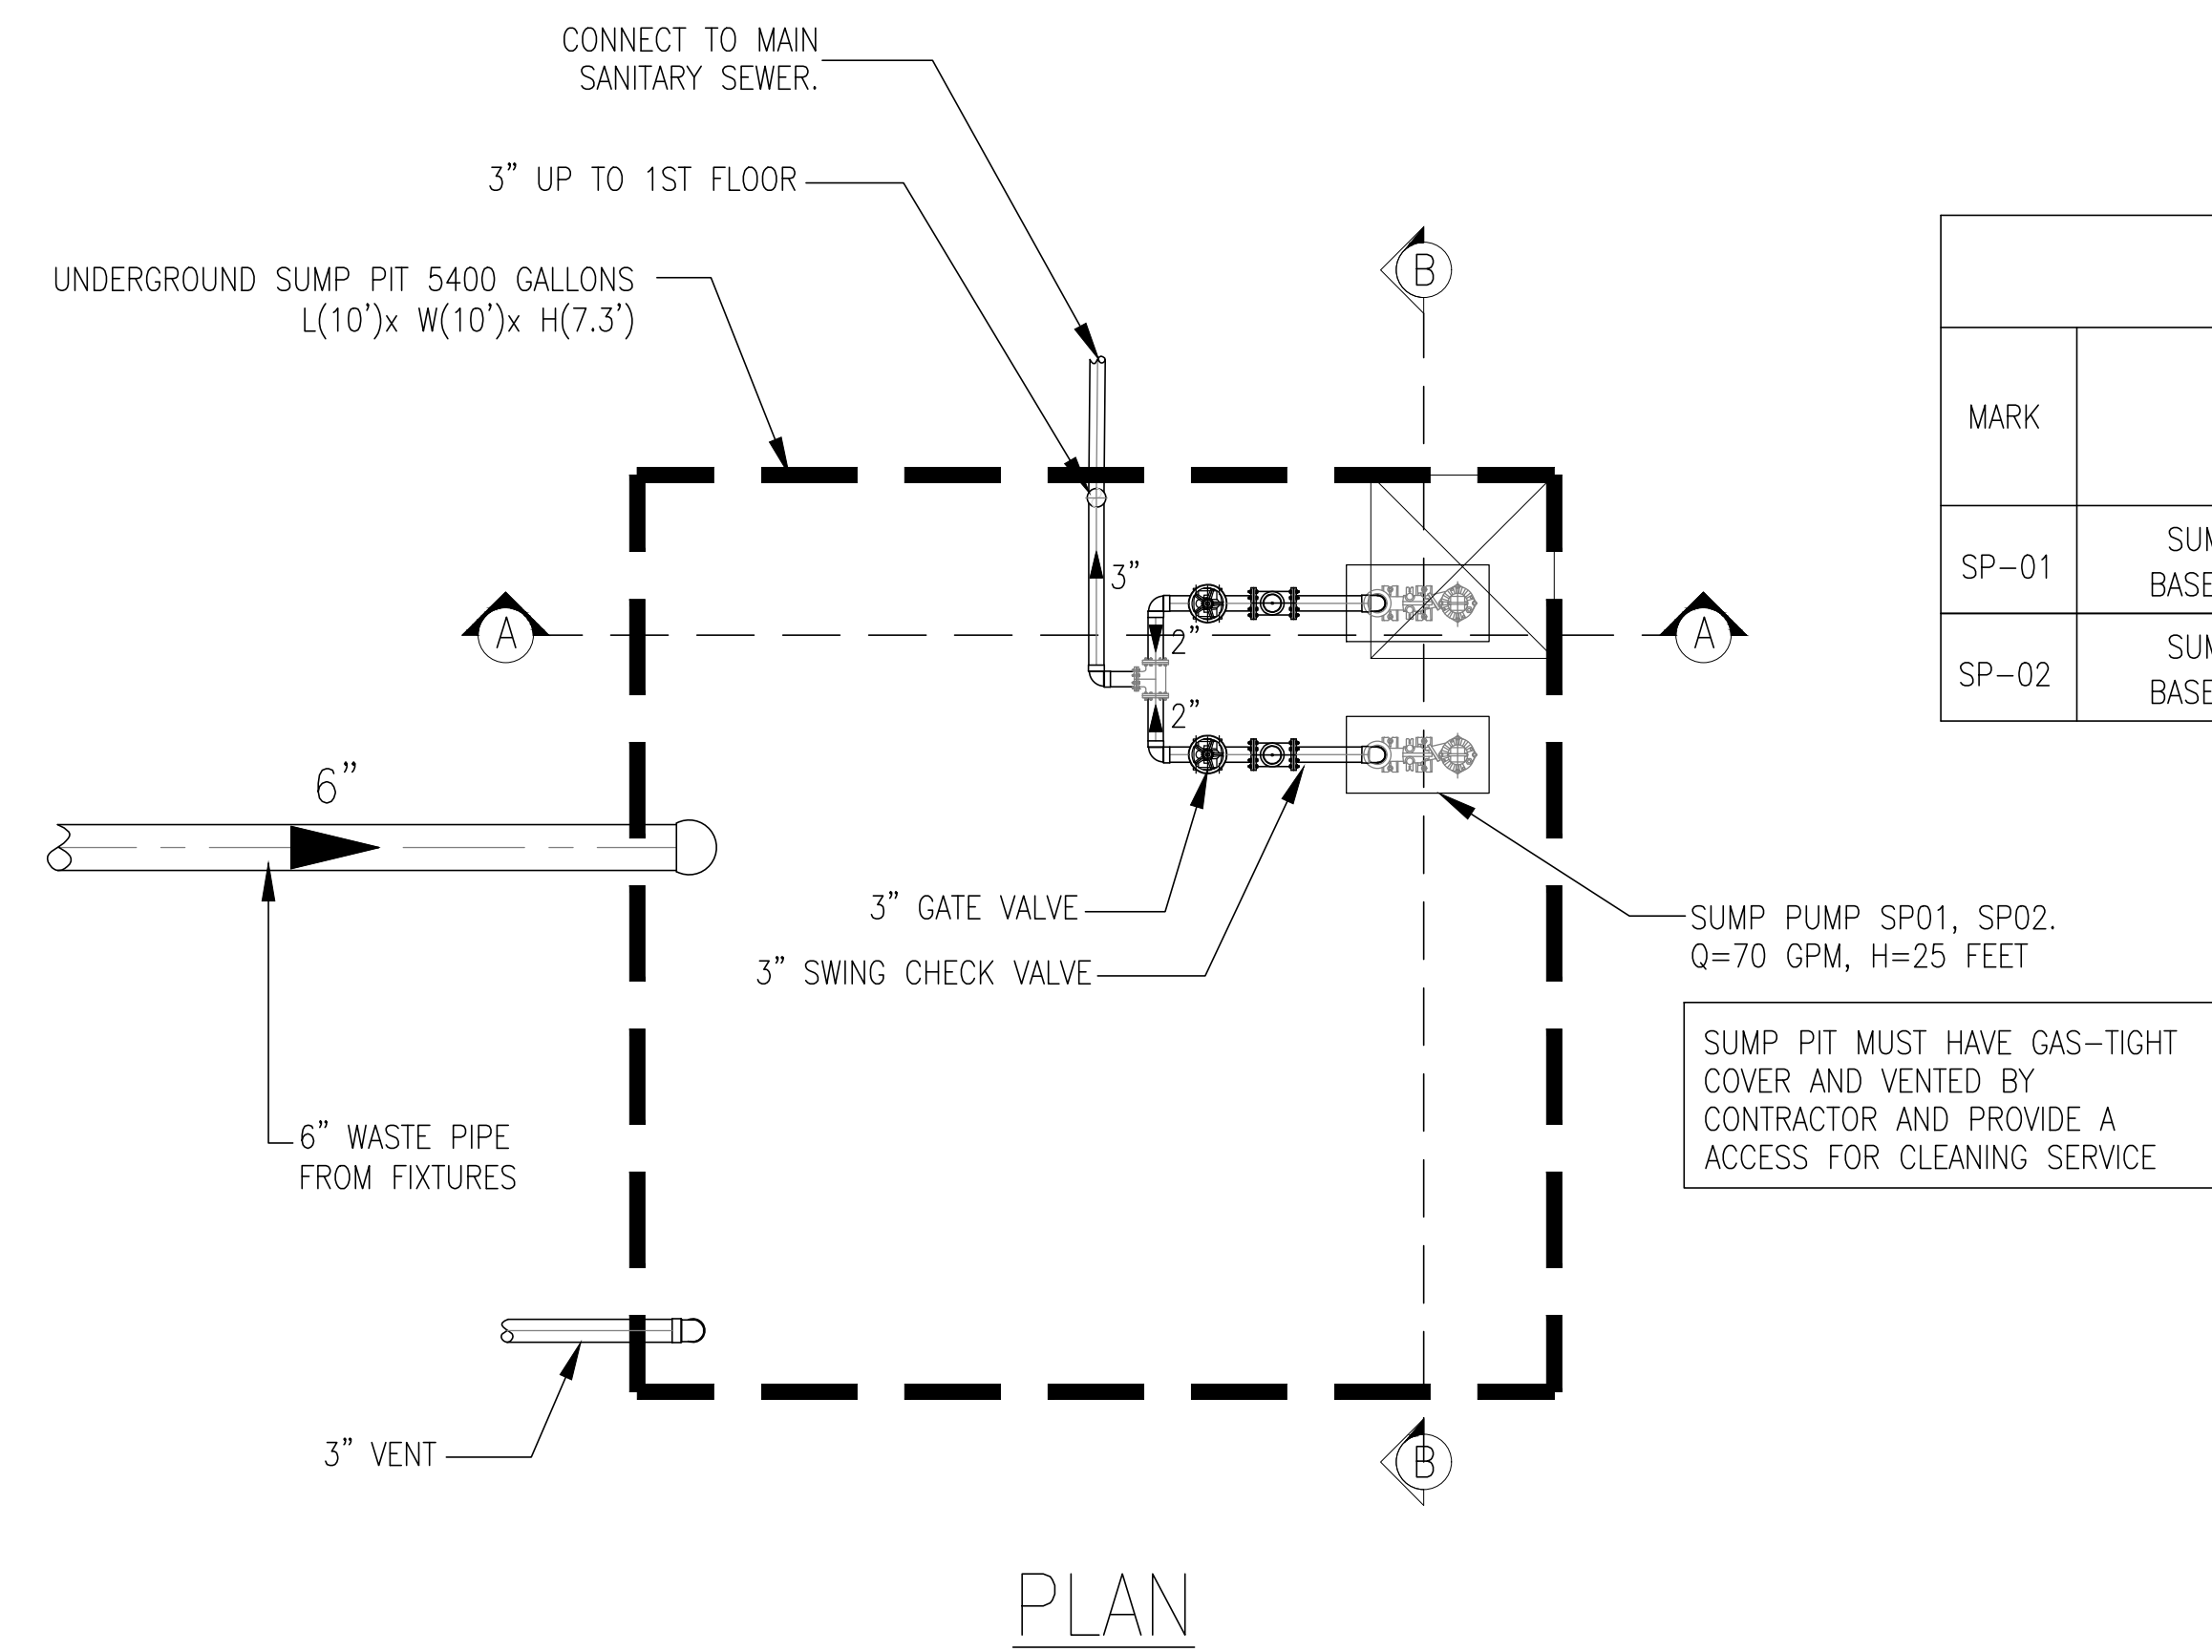 CONNECT TO MAIN
SANITARY SEWER.
3" UP TO 1ST FLOOR
UNDERGROUND SUMP PIT 5400 GALLONS
L(10')x W(10')x H(7.3')
B
MARK
SP-01
SP-02
3"
A
2"
A
2"
6"
3" GATE VALVE
3" SWING CHECK VALVE
SUMP PUMP SP01, SP02.
Q=70 GPM, H=25 FEET
SUMP PIT MUST HAVE GAS-TIGHT
COVER AND VENTED BY
CONTRACTOR AND PROVIDE A
ACCESS FOR CLEANING SERVICE
6" WASTE PIPE
FROM FIXTURES
3" VENT
B
PLAN